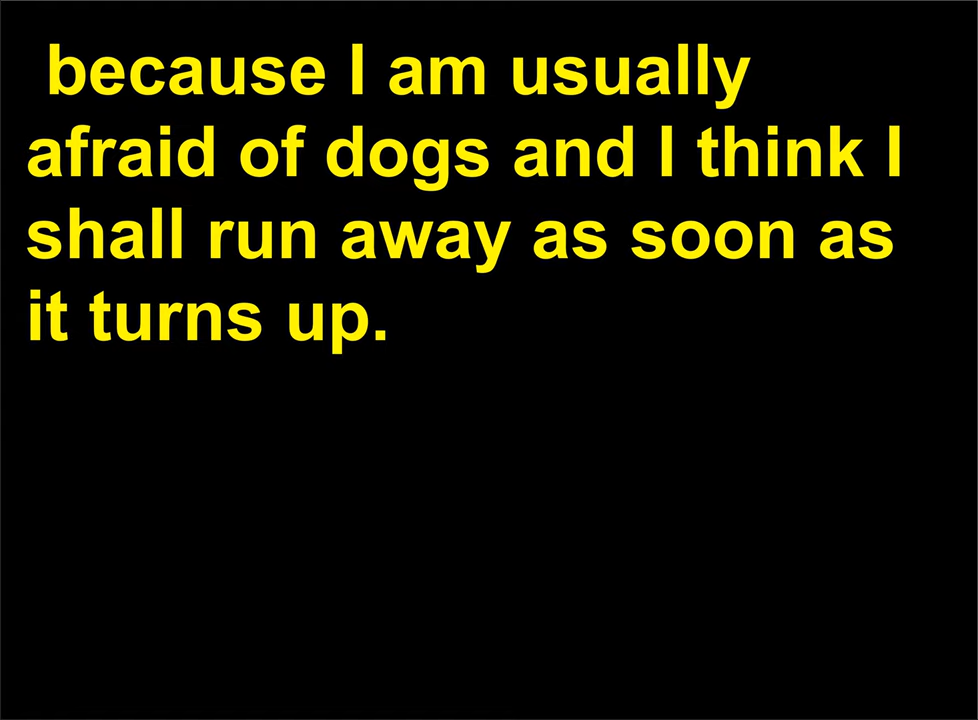 because I am usually
afraid of dogs and I think I
shall run away as soon as
it turns up.